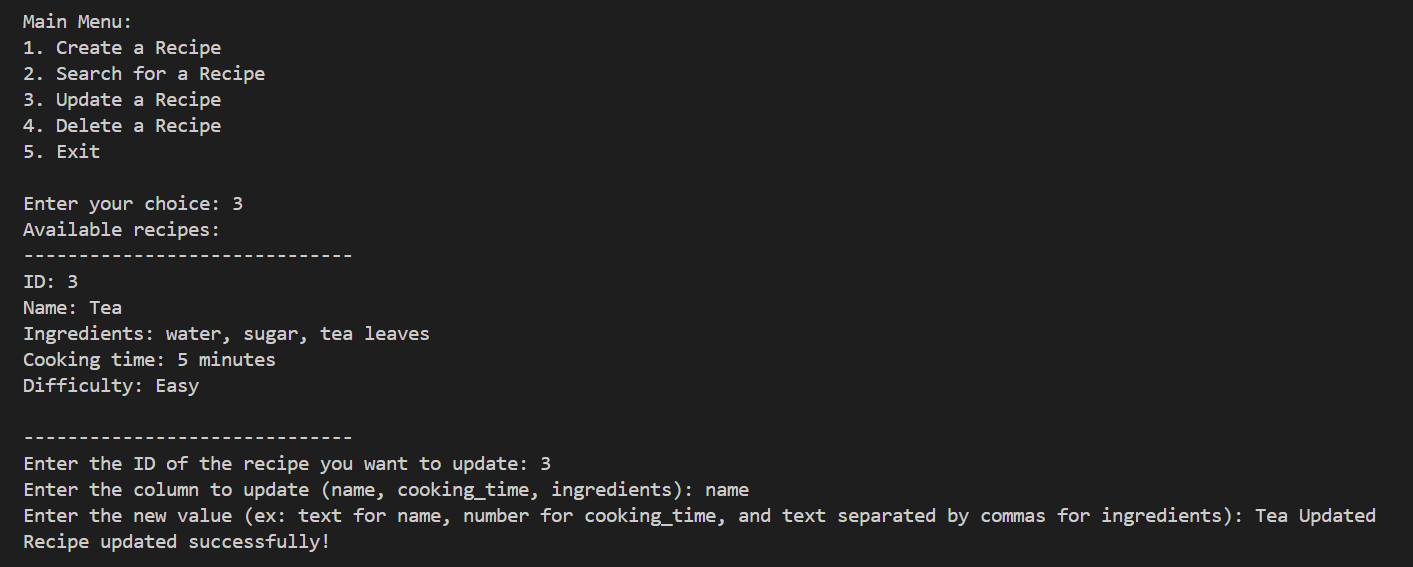 Main Menu:
1. Create a Recipe
2. Search for a Recipe
3. Update a Recipe
4. Delete a Recipe
5. Exit
Enter your choice: 3
Available recipes:
------------------------------
ID: 3
Name: Tea
Ingredients: water, sugar, tea leaves
Cooking time: 5 minutes
Difficulty: Easy
------------------------------
Enter the ID of the recipe you want to update: 3
Enter the column to update (name, cooking_time, ingredients): name
Enter the new value (ex: text for name, number for cooking_time, and text separated by commas for ingredients): Tea Updated
Recipe updated successfully!